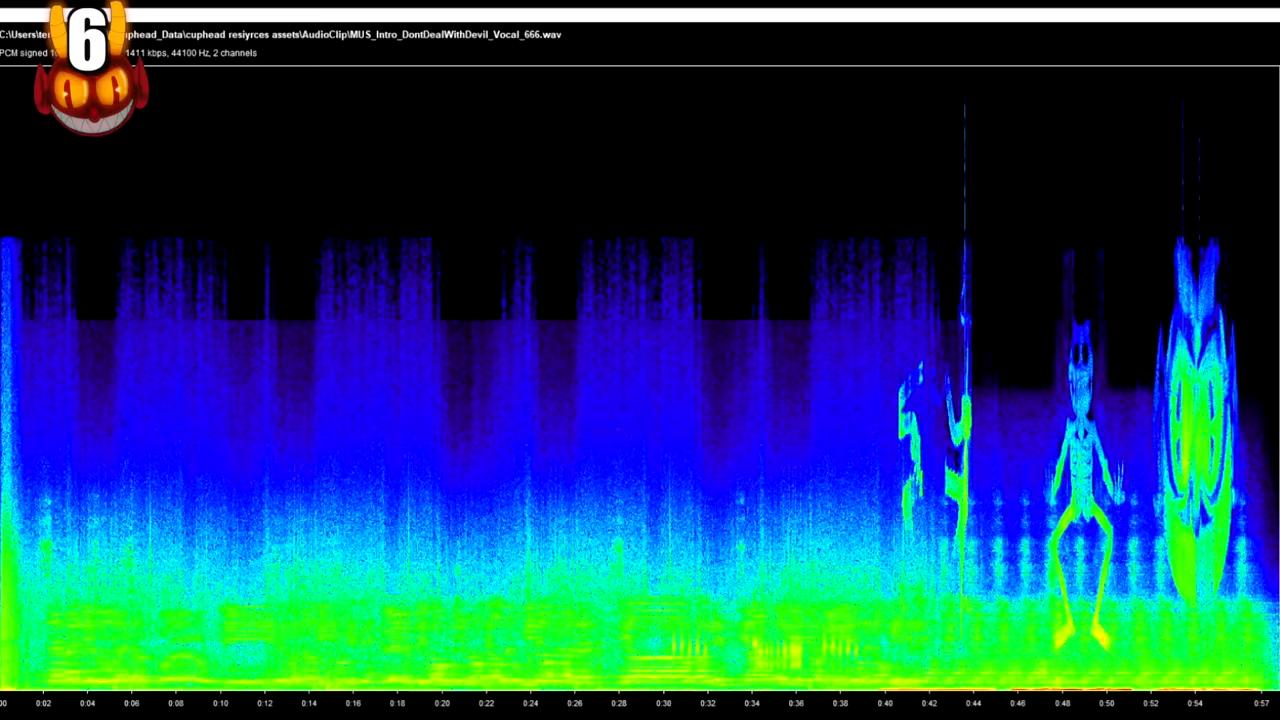 6
C:\Users\ phead_Data\cuphead resiyrces assets\AudioClip\MUS_Intro_DontDealWithDevil_Vocal_666.wav
PCM signed 1411 kbps, 44100 Hz, 2 channels
00 0:02 0:04 0:06 0:08 0:10 0:12 0:14 0:16 0:18 0:20 0:22 0:24 0:26 0:28 0:30 0:32 0:34 0:36 0:38 0:40 0:42 0:44 0:46 0:48 0:50 0:52 0:54 0:57